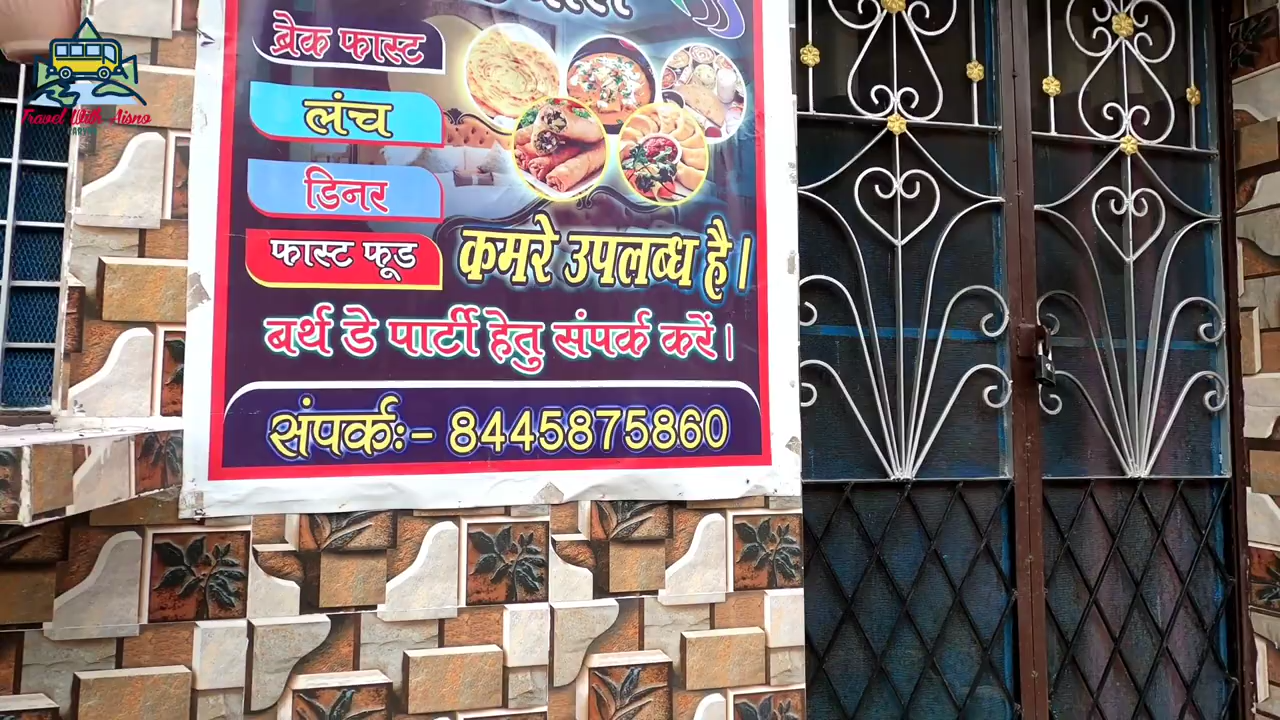 Travel With Aisno
ब्रेक फास्ट
लंच
डिनर
फास्ट फूड
कमरे उपलब्ध है।
बर्थ डे पार्टी हेतु संपर्क करें।
संपर्कः- 8445875860